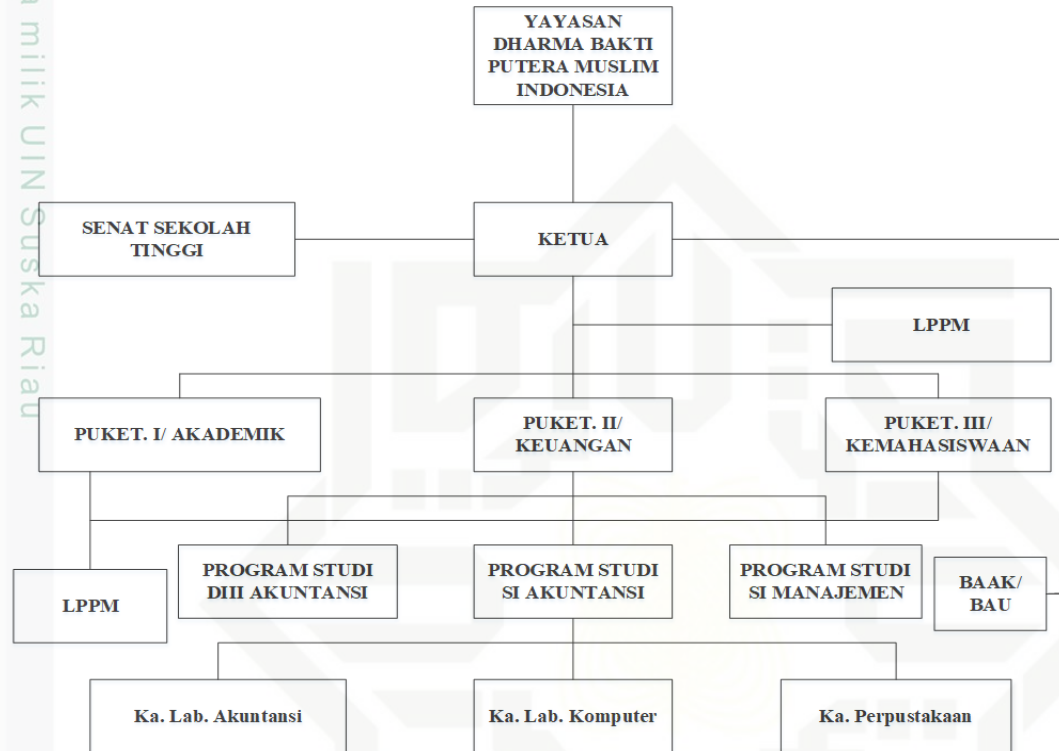 YAYASAN
DHARMA BAKTI
PUTERA MUSLIM
INDONESIA
SENAT SEKOLAH
TINGGI
KETUA
LPPM
PUKET. I/ AKADEMIK
PUKET. II/
KEUANGAN
PUKET. III/
KEMAHASISWAAN
LPPM
PROGRAM STUDI
DIII AKUNTANSI
PROGRAM STUDI
SI AKUNTANSI
PROGRAM STUDI
SI MANAJEMEN
BAAK/
BAU
Ka. Lab. Akuntansi
Ka. Lab. Komputer
Ka. Perpustakaan
milik UIN Suska Riau